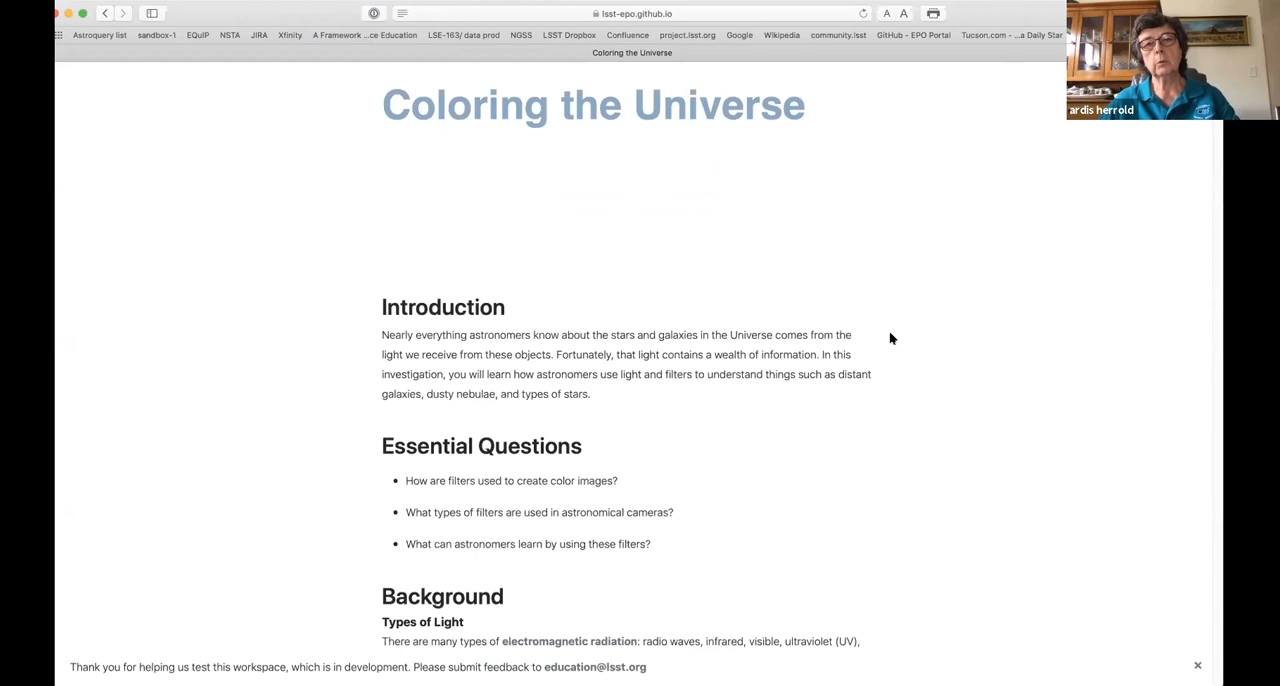 lsst-epo.github.io
A A
Astroquery list sandbox-1 EQuIP NSTA JIRA Xfinity A Framework ...ce Education LSE-163/ data prod NGSS LSST Dropbox Confluence project.lsst.org Google Wikipedia community.lsst GitHub - EPO Portal Tucson.com - ...a Daily Star
Coloring the Universe
ardis herrold
Coloring the Universe
Introduction
Nearly everything astronomers know about the stars and galaxies in the Universe comes from the
light we receive from these objects. Fortunately, that light contains a wealth of information. In this
investigation, you will learn how astronomers use light and filters to understand things such as distant
galaxies, dusty nebulae, and types of stars.
Essential Questions
• How are filters used to create color images?
• What types of filters are used in astronomical cameras?
• What can astronomers learn by using these filters?
Background
Types of Light
There are many types of electromagnetic radiation: radio waves, infrared, visible, ultraviolet (UV),
Thank you for helping us test this workspace, which is in development. Please submit feedback to education@lsst.org